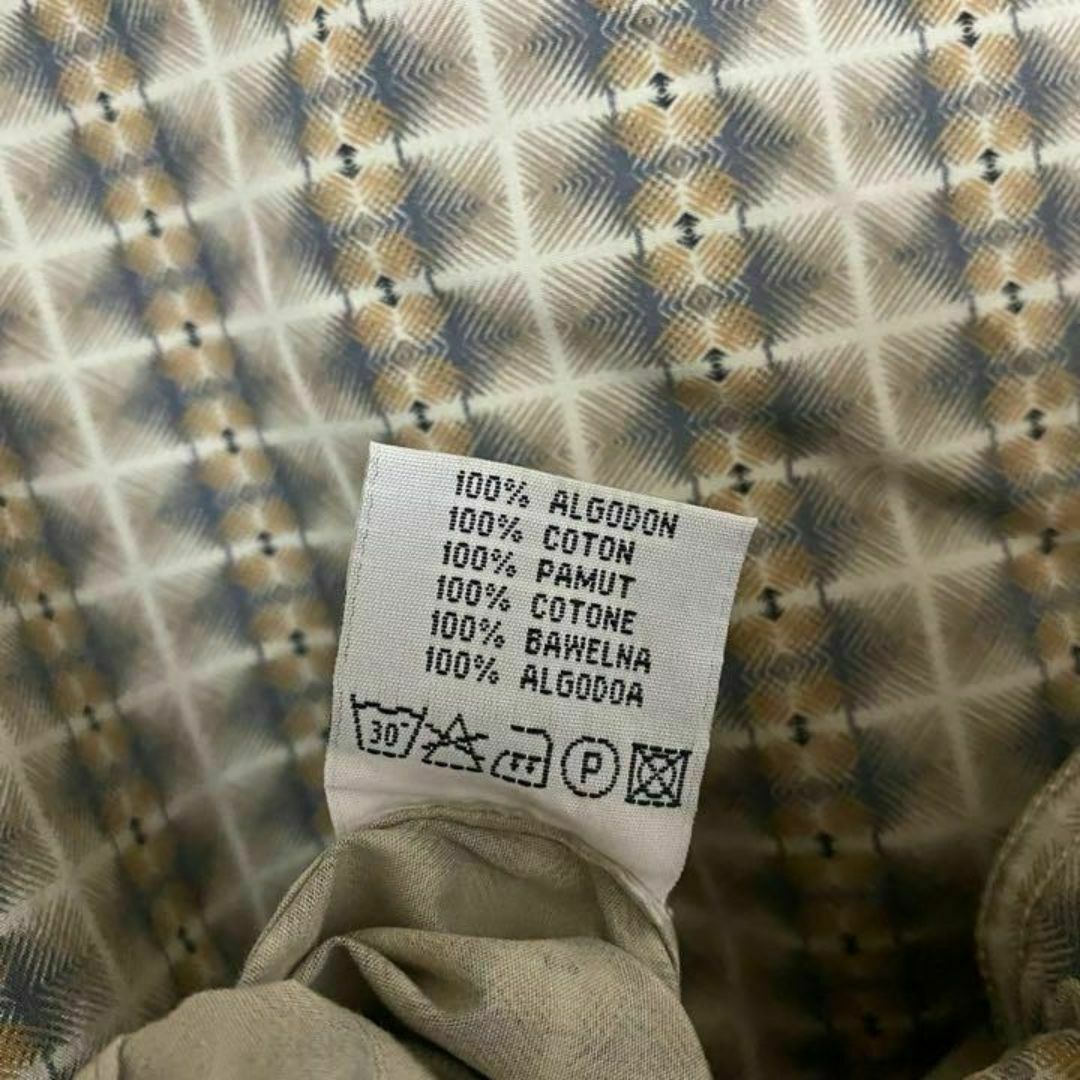 100% ALGODON
100% COTON
100% PAMUT
100% COTONE
100% BAWELNA
100% ALGODOA
30° P